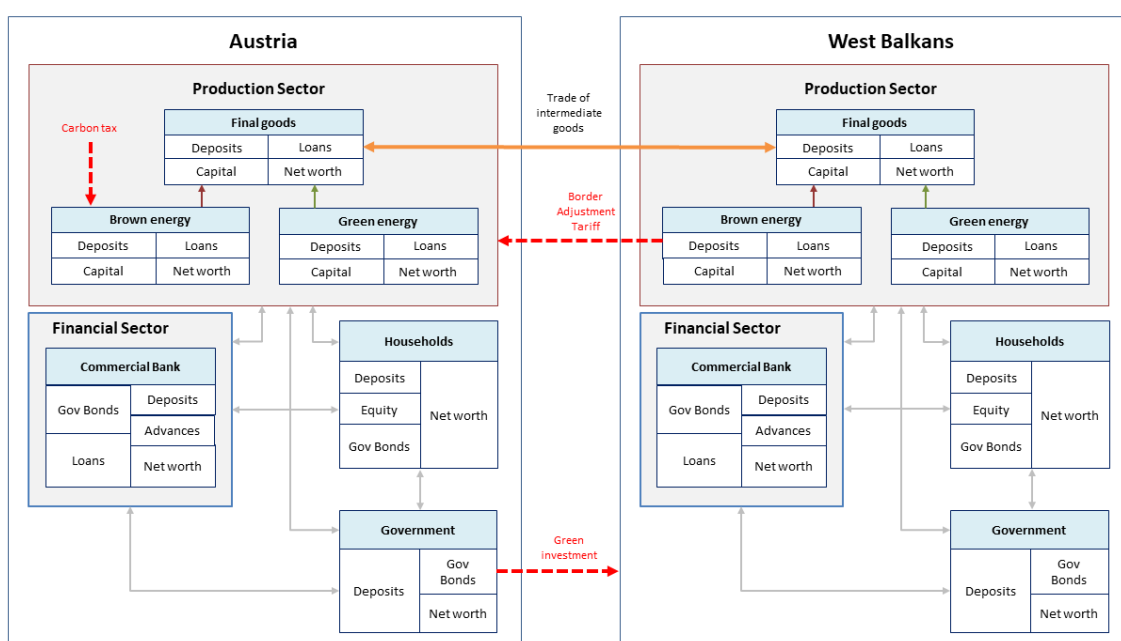 Austria
Production Sector
Carbon tax
Final goods
Deposits
Loans
Capital
Net worth
Brown energy
Deposits
Loans
Capital
Net worth
Green energy
Deposits
Loans
Capital
Net worth
Financial Sector
Commercial Bank
Gov Bonds
Loans
Deposits
Advances
Net worth
Households
Deposits
Equity
Gov Bonds
Net worth
Government
Deposits
Gov
Bonds
Net worth
Trade of
intermediate
goods
Border
Adjustment
Tariff
Green
investment
West Balkans
Production Sector
Final goods
Deposits
Loans
Capital
Net worth
Brown energy
Deposits
Loans
Capital
Net worth
Green energy
Deposits
Loans
Capital
Net worth
Financial Sector
Commercial Bank
Gov Bonds
Loans
Deposits
Advances
Net worth
Households
Deposits
Equity
Gov Bonds
Net worth
Government
Deposits
Gov
Bonds
Net worth